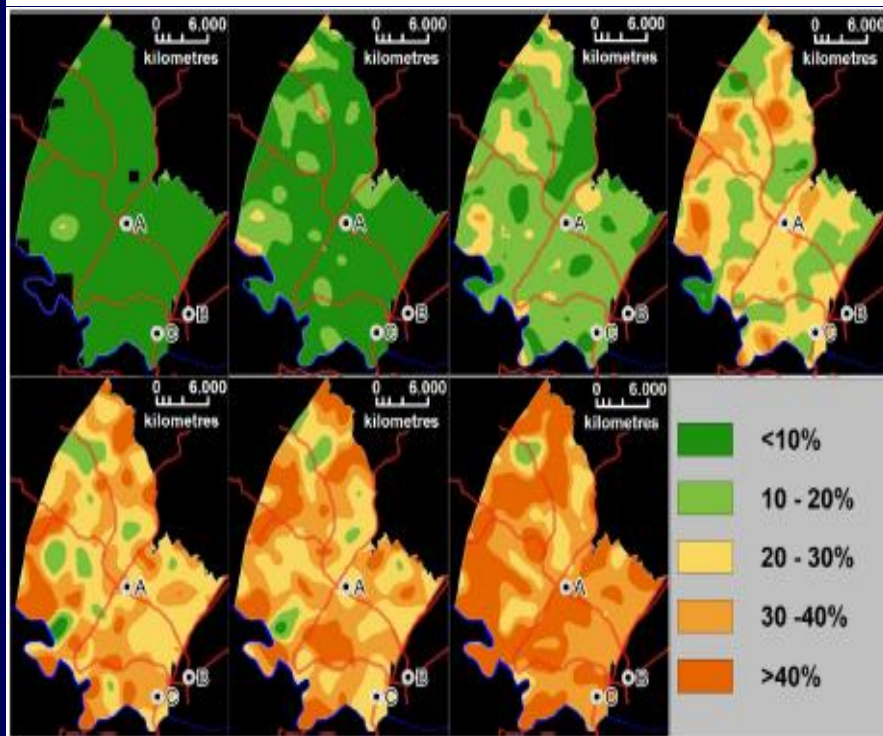 0 6.000
kilometres
A
B
C
0 6.000
kilometres
A
B
C
0 6.000
kilometres
A
B
C
0 6.000
kilometres
A
B
C
0 6.000
kilometres
A
B
C
0 6.000
kilometres
A
B
C
0 6.000
kilometres
A
B
C
<10%
10 - 20%
20 - 30%
30 -40%
>40%